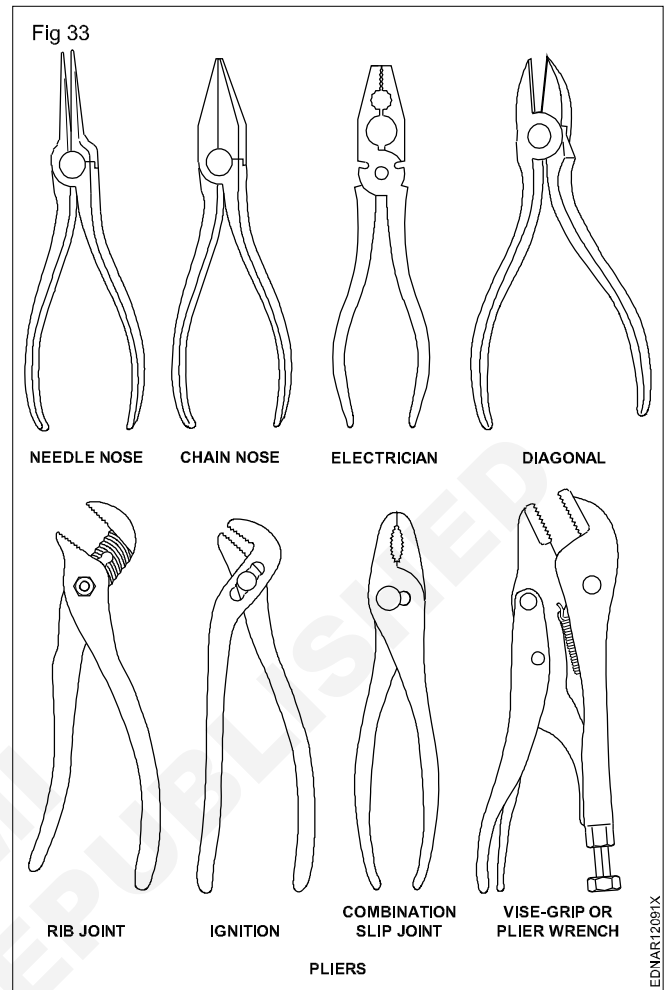 Fig 33
NEEDLE NOSE
CHAIN NOSE
ELECTRICIAN
DIAGONAL
RIB JOINT
IGNITION
COMBINATION
SLIP JOINT
VISE-GRIP OR
PLIER WRENCH
PLIERS
EDNAR12091X